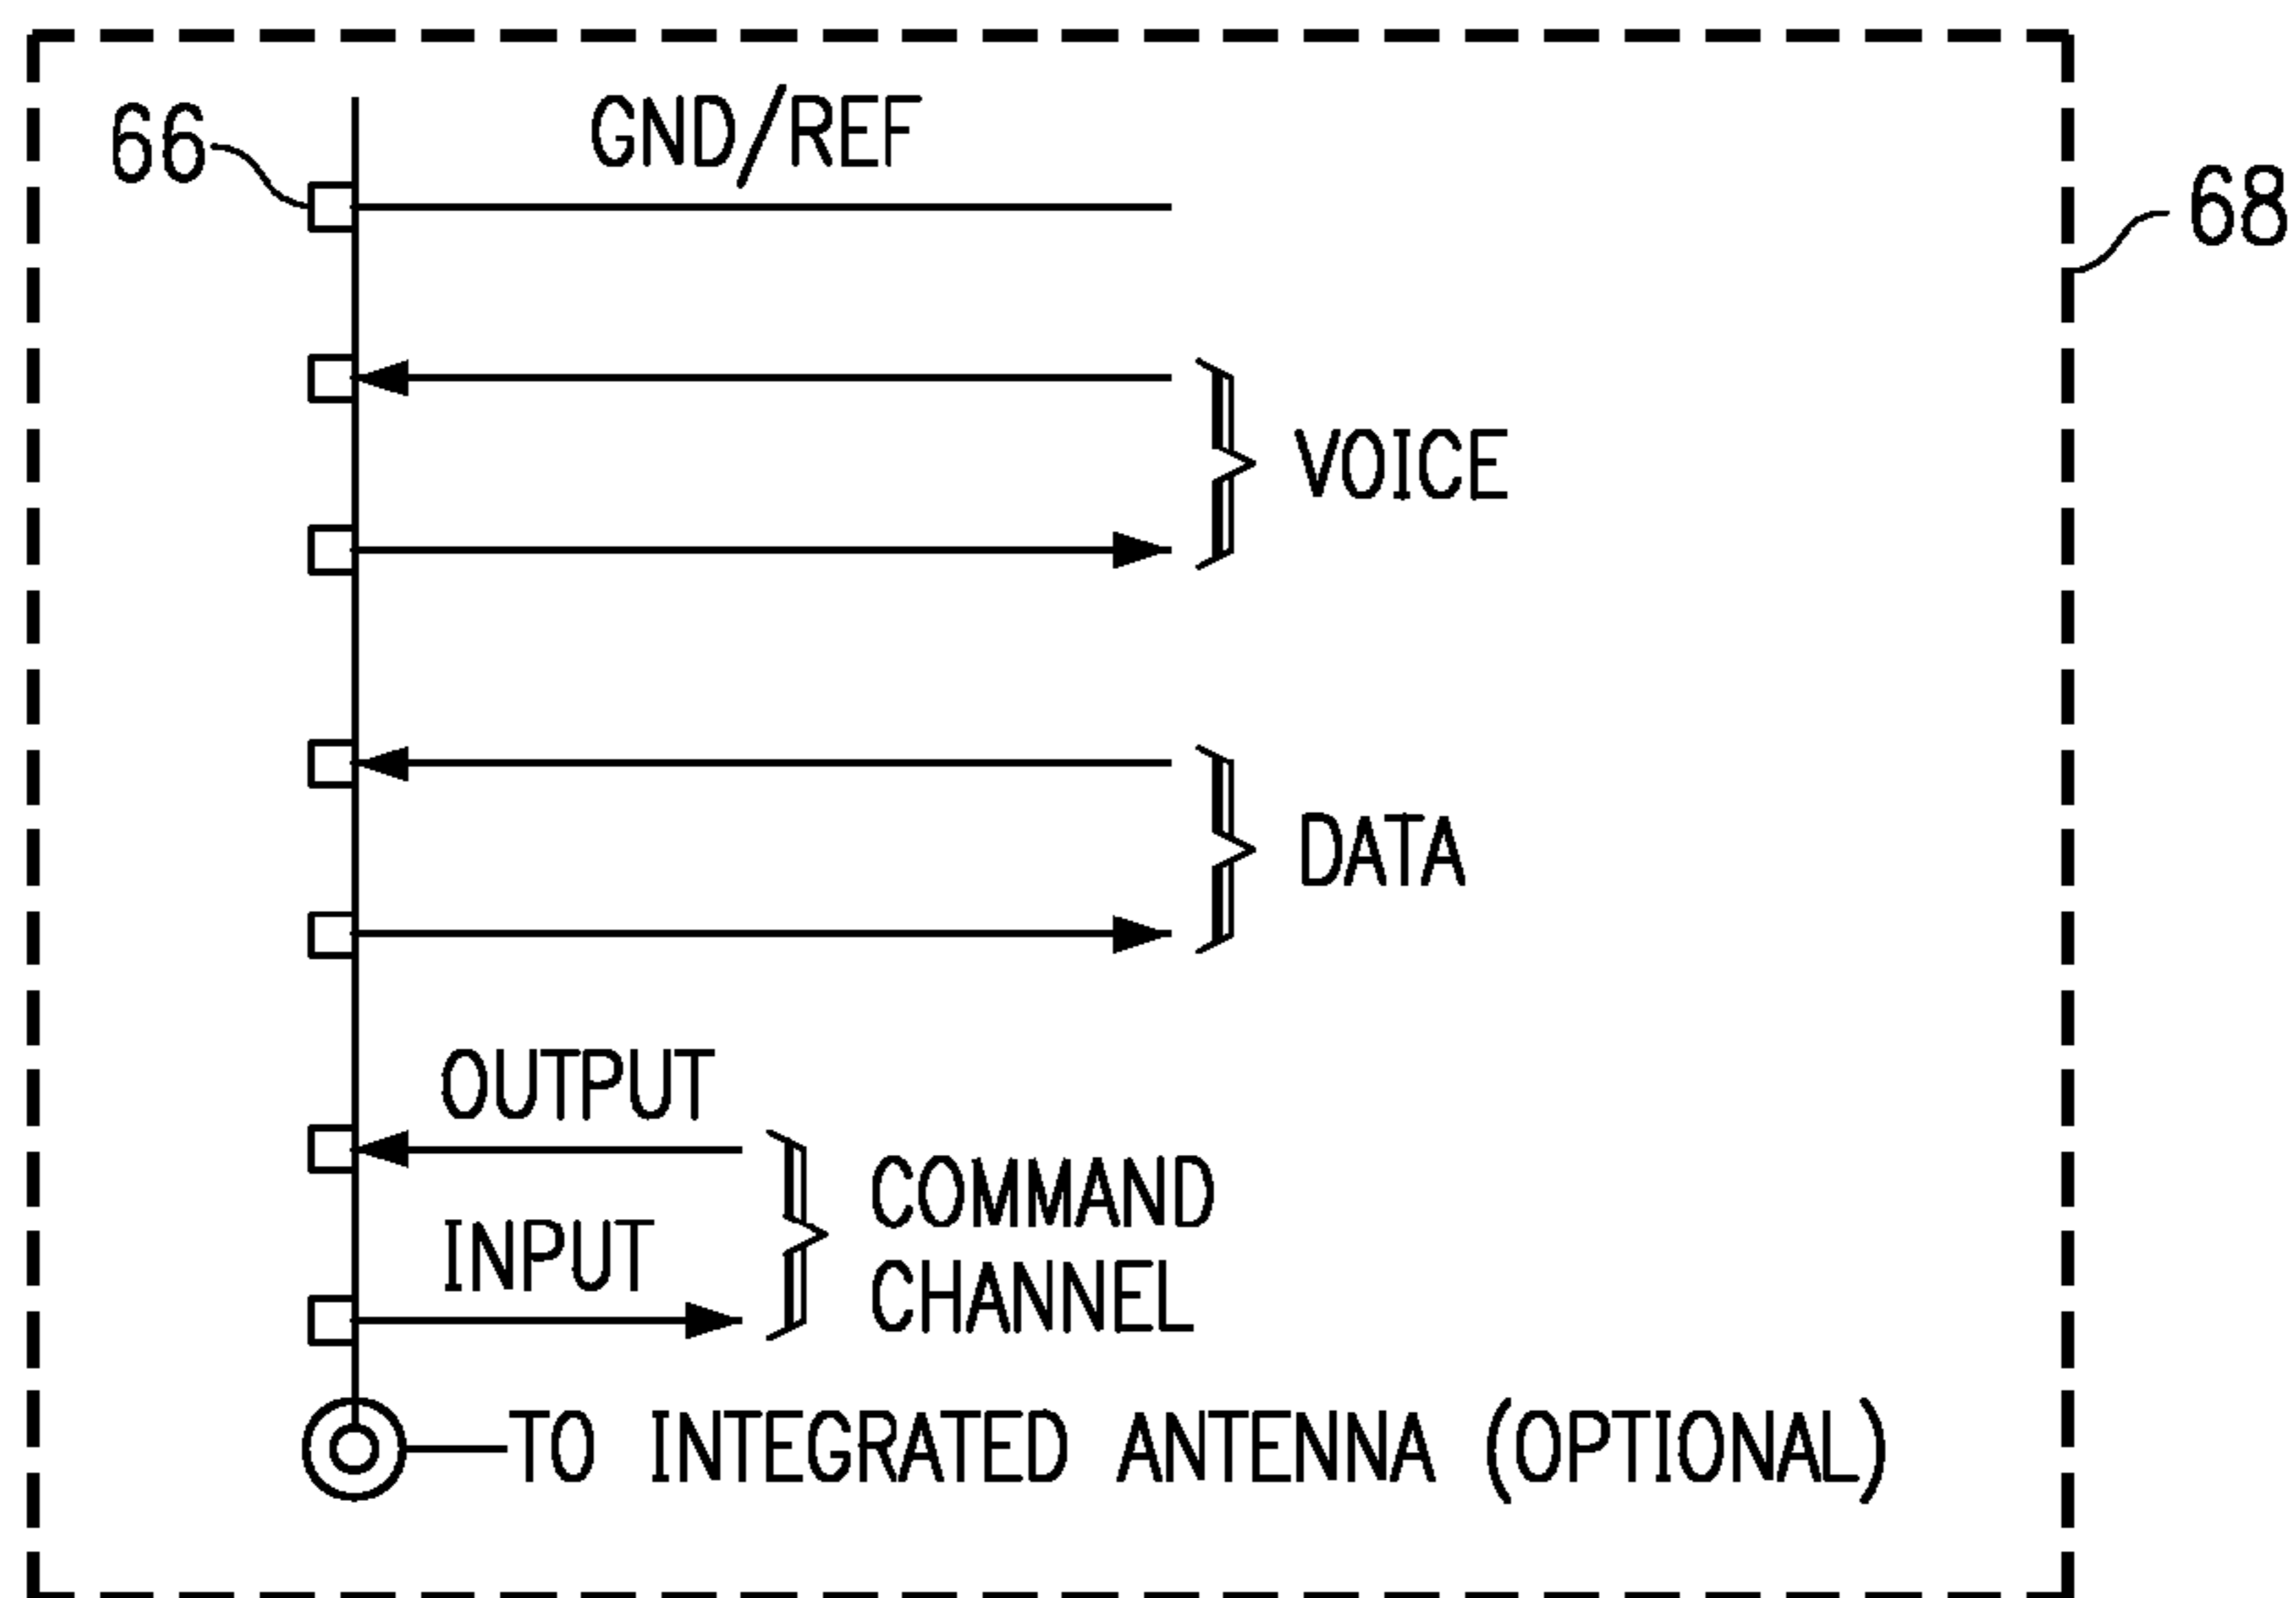 66
GND/REF
68
VOICE
DATA
OUTPUT
INPUT
COMMAND
CHANNEL
TO INTEGRATED ANTENNA (OPTIONAL)